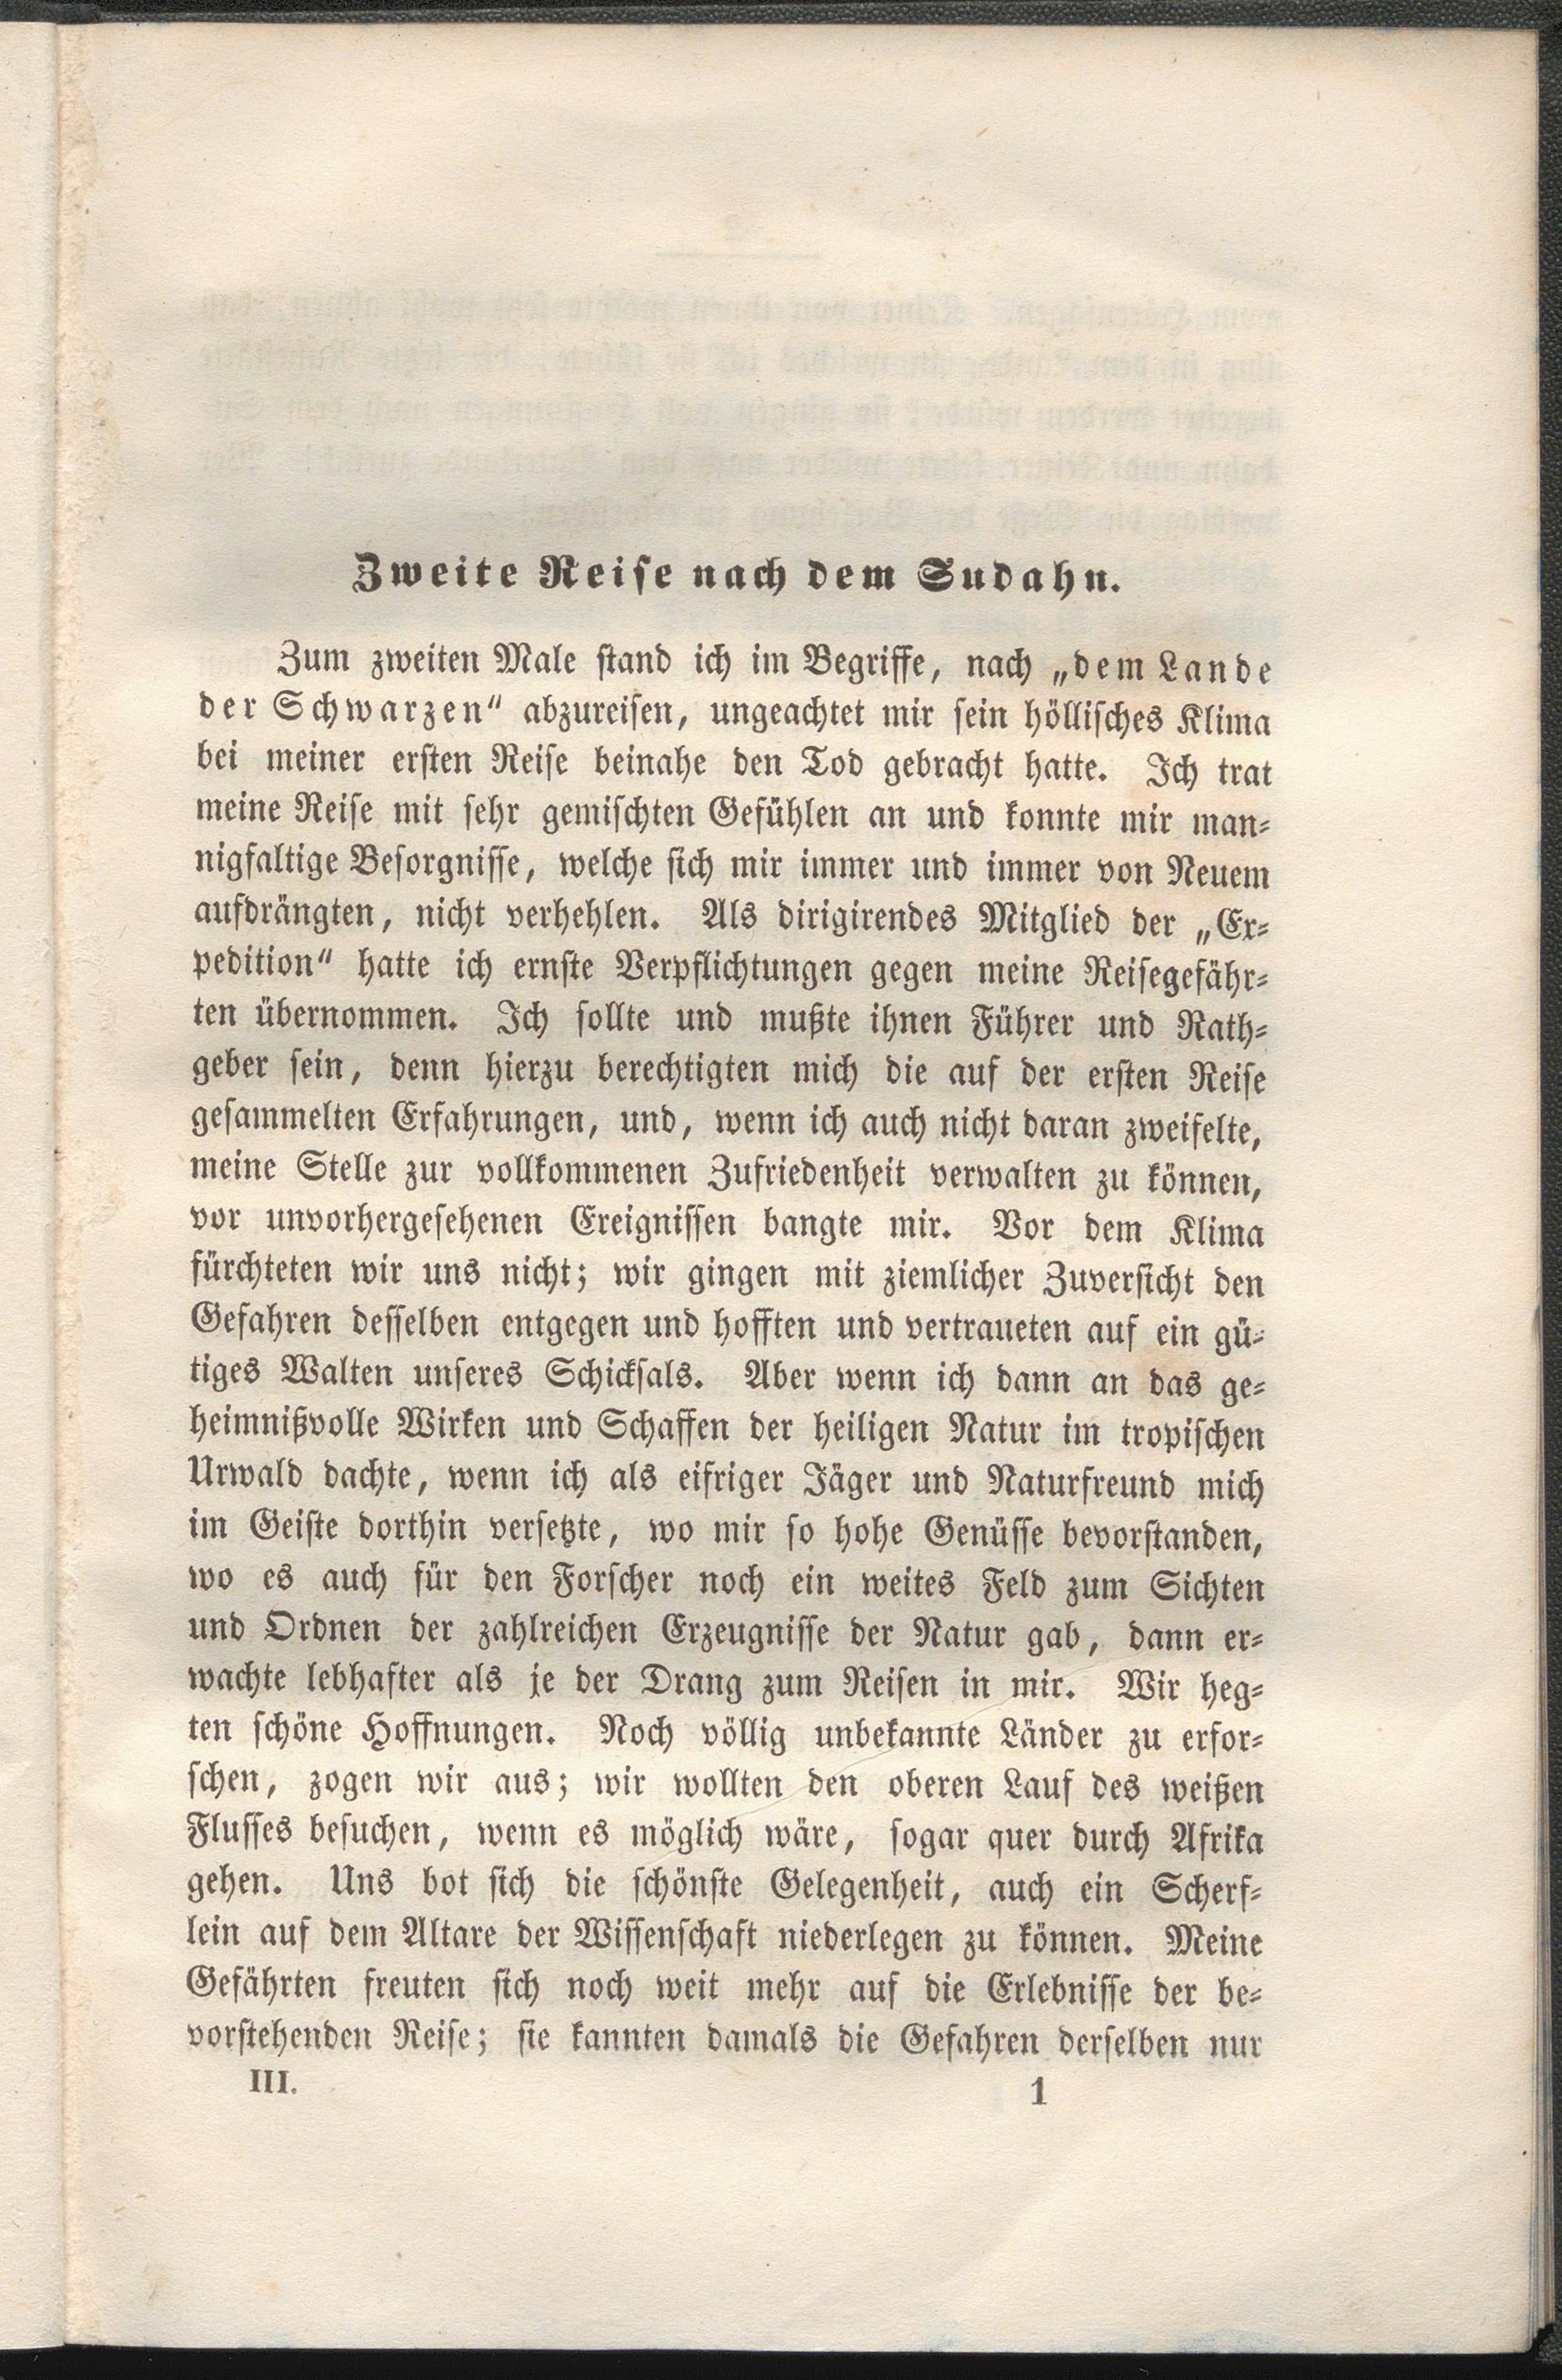 Zweite Reise nach dem Sudahn.
Zum zweiten Male stand ich im Begriffe, nach „dem Lande
der Schwarzen“ abzureisen, ungeachtet mir sein höllisches Klima
bei meiner ersten Reise beinahe den Tod gebracht hatte. Ich trat
meine Reise mit sehr gemischten Gefühlen an und konnte mir man-
nigfaltige Besorgnisse, welche sich mir immer und immer von Neuem
aufdrängten, nicht verhehlen. Als dirigirendes Mitglied der „Ex-
pedition“ hatte ich ernste Verpflichtungen gegen meine Reisegefähr-
ten übernommen. Ich sollte und mußte ihnen Führer und Rath-
geber sein, denn hierzu berechtigten mich die auf der ersten Reise
gesammelten Erfahrungen, und, wenn ich auch nicht daran zweifelte,
meine Stelle zur vollkommenen Zufriedenheit verwalten zu können,
vor unvorhergesehenen Ereignissen bangte mir. Vor dem Klima
fürchteten wir uns nicht; wir gingen mit ziemlicher Zuversicht den
Gefahren desselben entgegen und hofften und vertraueten auf ein gü-
tiges Walten unseres Schicksals. Aber wenn ich dann an das ge-
heimnißvolle Wirken und Schaffen der heiligen Natur im tropischen
Urwald dachte, wenn ich als eifriger Jäger und Naturfreund mich
im Geiste dorthin versetzte, wo mir so hohe Genüsse bevorstanden,
wo es auch für den Forscher noch ein weites Feld zum Sichten
und Ordnen der zahlreichen Erzeugnisse der Natur gab, dann er-
wachte lebhafter als je der Drang zum Reisen in mir. Wir heg-
ten schöne Hoffnungen. Noch völlig unbekannte Länder zu erfor-
schen, zogen wir aus; wir wollten den oberen Lauf des weißen
Flusses besuchen, wenn es möglich wäre, sogar quer durch Afrika
gehen. Uns bot sich die schönste Gelegenheit, auch ein Scherf-
lein auf dem Altare der Wissenschaft niederlegen zu können. Meine
Gefährten freuten sich noch weit mehr auf die Erlebnisse der be-
vorstehenden Reise; sie kannten damals die Gefahren derselben nur
III. 1